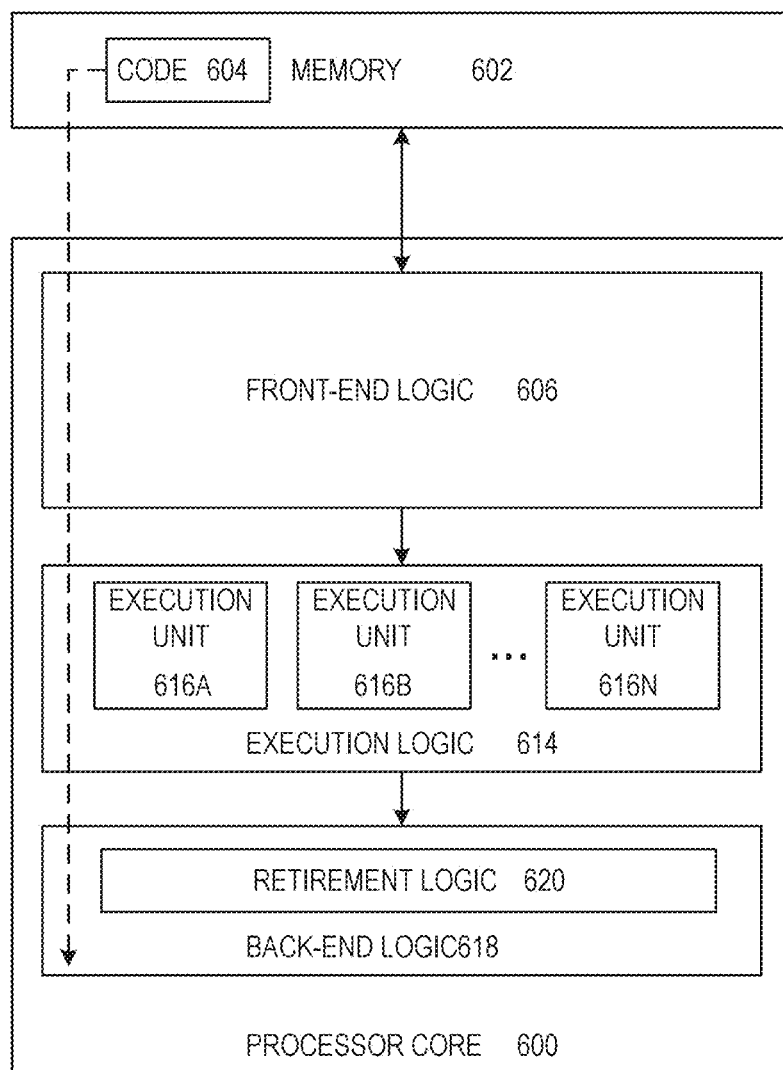 CODE 604 MEMORY 602
FRONT-END LOGIC 606
EXECUTION UNIT 616A
EXECUTION UNIT 616B
...
EXECUTION UNIT 616N
EXECUTION LOGIC 614
RETIREMENT LOGIC 620
BACK-END LOGIC618
PROCESSOR CORE 600